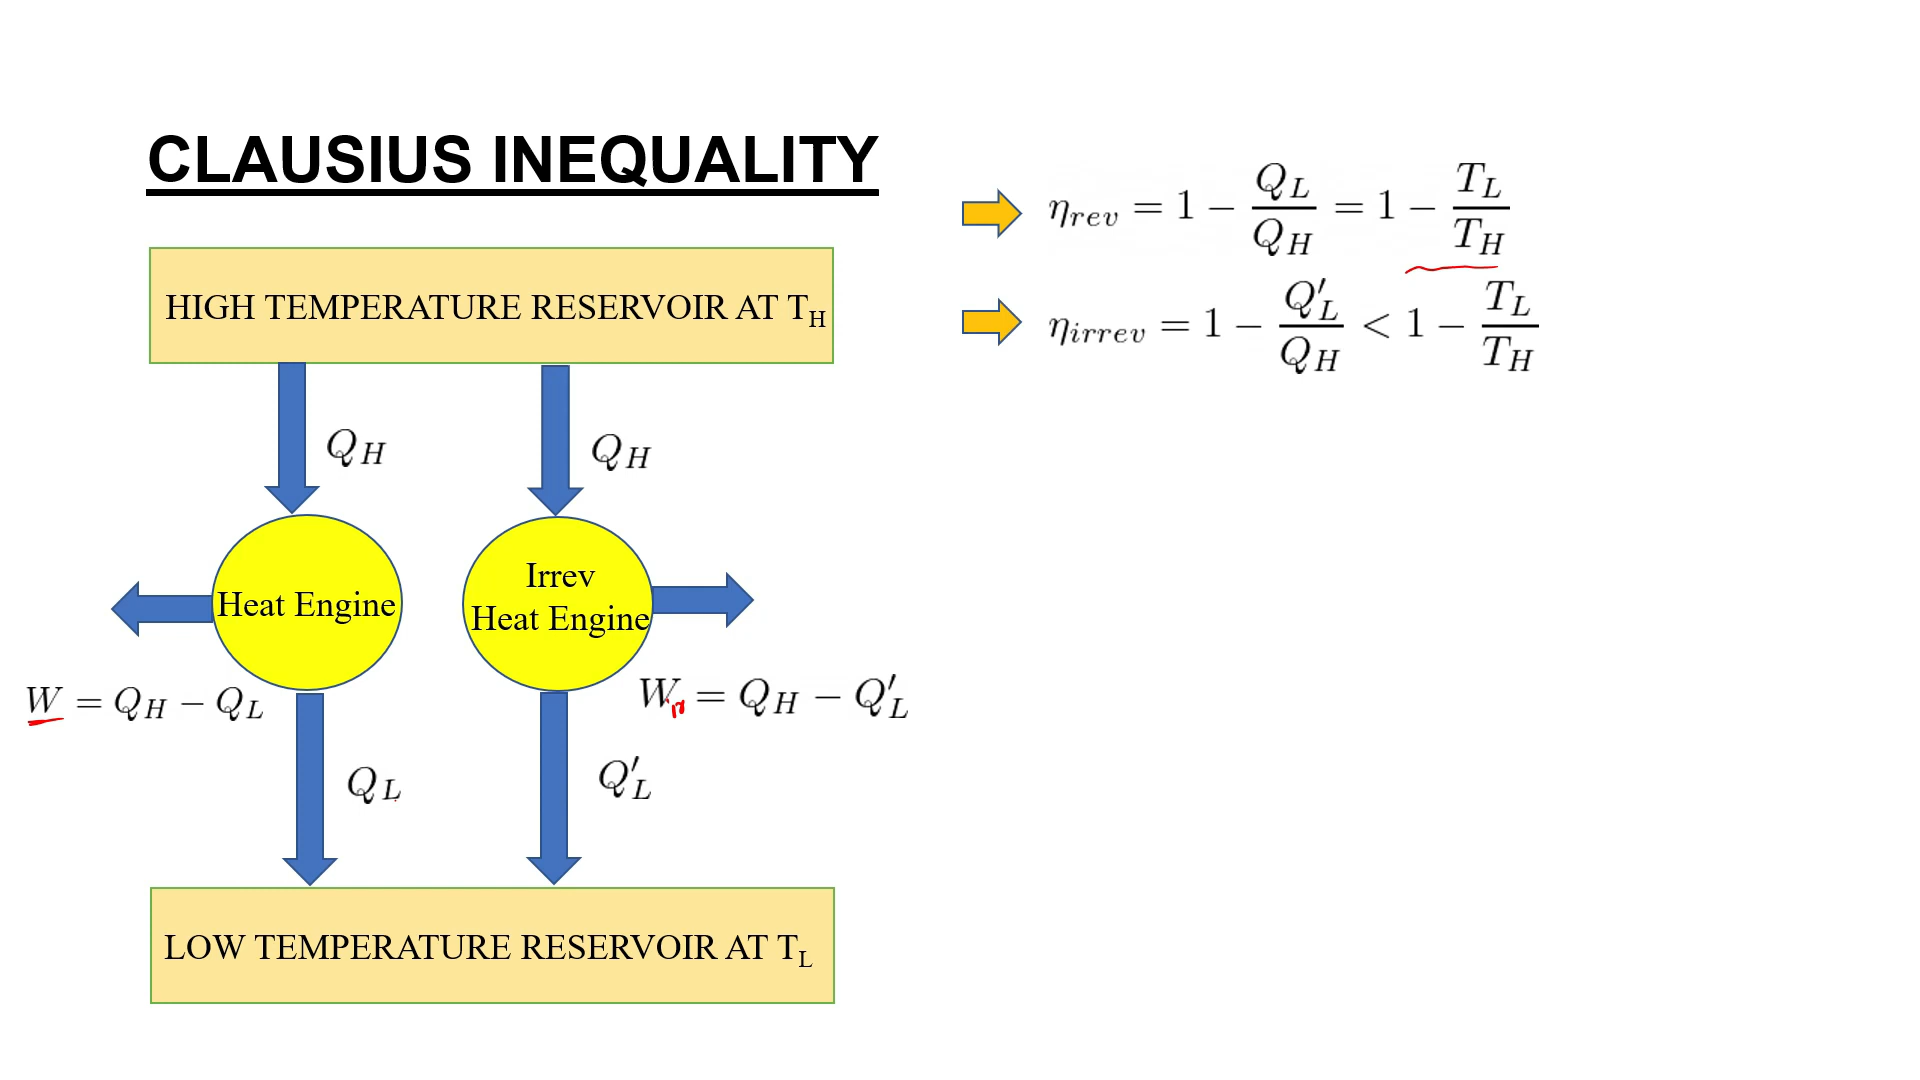 CLAUSIUS INEQUALITY
HIGH TEMPERATURE RESERVOIR AT T_H
Q_H
Q_H
Heat Engine
Irrev
Heat Engine
W = Q_H − Q_L
W = Q_H − Q′_L
Q_L
Q′_L
LOW TEMPERATURE RESERVOIR AT T_L
η_rev = 1 − Q_L/Q_H = 1 − T_L/T_H
η_irrev = 1 − Q′_L/Q_H < 1 − T_L/T_H